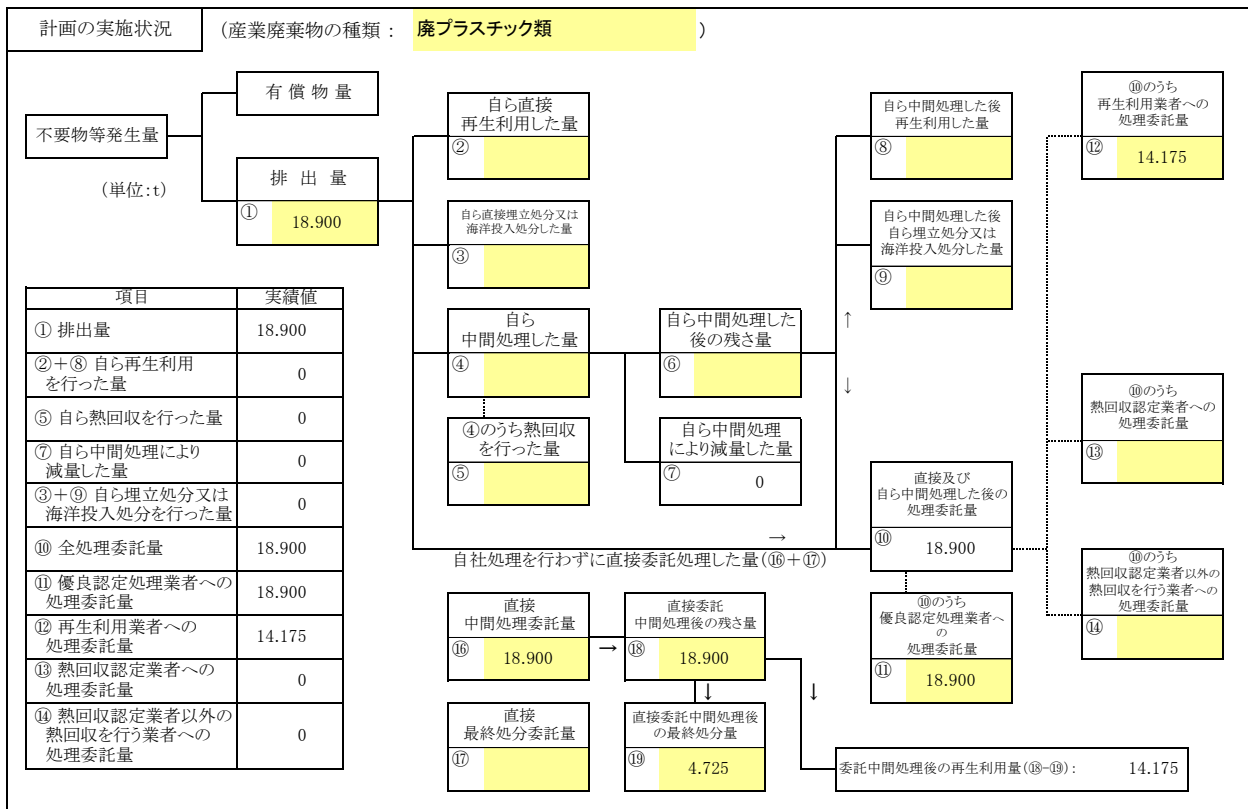 計画の実施状況
(産業廃棄物の種類： 廃プラスチック類 )
不要物等発生量
(単位:t)
有 償 物 量
排 出 量
① 18.900
自ら直接
再生利用した量
②
自ら直接埋立処分又は
海洋投入処分した量
③
自ら
中間処理した量
④
④のうち熱回収
を行った量
⑤
自ら中間処理した
後の残さ量
⑥
自ら中間処理
により減量した量
⑦ 0
自ら中間処理した後
再生利用した量
⑧
自ら中間処理した後
自ら埋立処分又は
海洋投入処分した量
⑨
↑
↓
直接及び
自ら中間処理した後の
処理委託量
⑩ 18.900
⑩のうち
優良認定処理業者へ
の
処理委託量
⑪ 18.900
⑩のうち
再生利用業者への
処理委託量
⑫ 14.175
⑩のうち
熱回収認定業者への
処理委託量
⑬
⑩のうち
熱回収認定業者以外の
熱回収を行う業者への
処理委託量
⑭
→
自社処理を行わずに直接委託処理した量(⑯＋⑰)
直接
中間処理委託量
⑯ 18.900
→
直接委託
中間処理後の残さ量
⑱ 18.900
↓
↓
直接
最終処分委託量
⑰
直接委託中間処理後
の最終処分量
⑲ 4.725
委託中間処理後の再生利用量(⑱-⑲)： 14.175
項目 実績値
① 排出量 18.900
②＋⑧ 自ら再生利用
を行った量 0
⑤ 自ら熱回収を行った量 0
⑦ 自ら中間処理により
減量した量 0
③＋⑨ 自ら埋立処分又は
海洋投入処分を行った量 0
⑩ 全処理委託量 18.900
⑪ 優良認定処理業者への
処理委託量 18.900
⑫ 再生利用業者への
処理委託量 14.175
⑬ 熱回収認定業者への
処理委託量 0
⑭ 熱回収認定業者以外の
熱回収を行う業者への
処理委託量 0